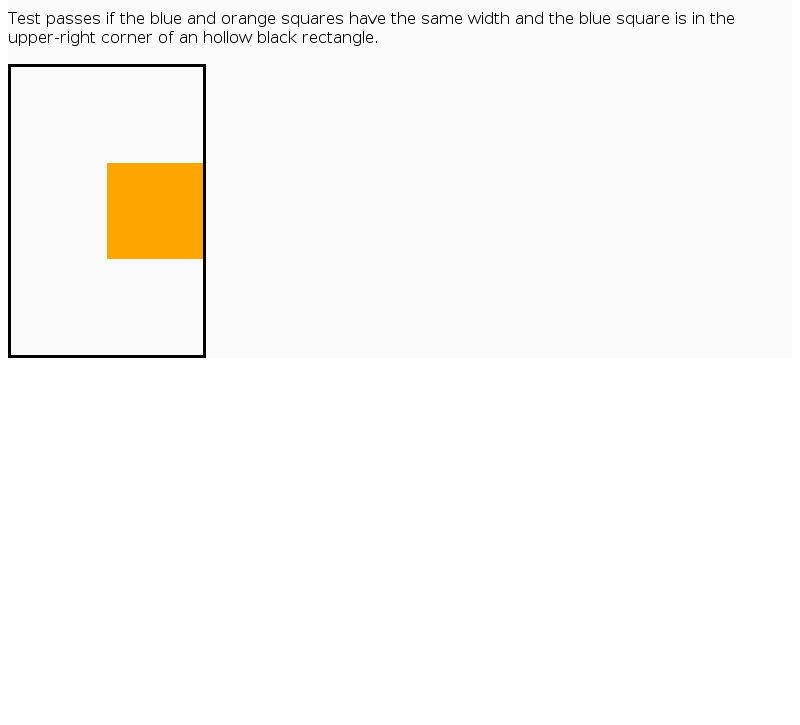 Test passes if the blue and orange squares have the same width and the blue square is in the
upper-right corner of an hollow black rectangle.